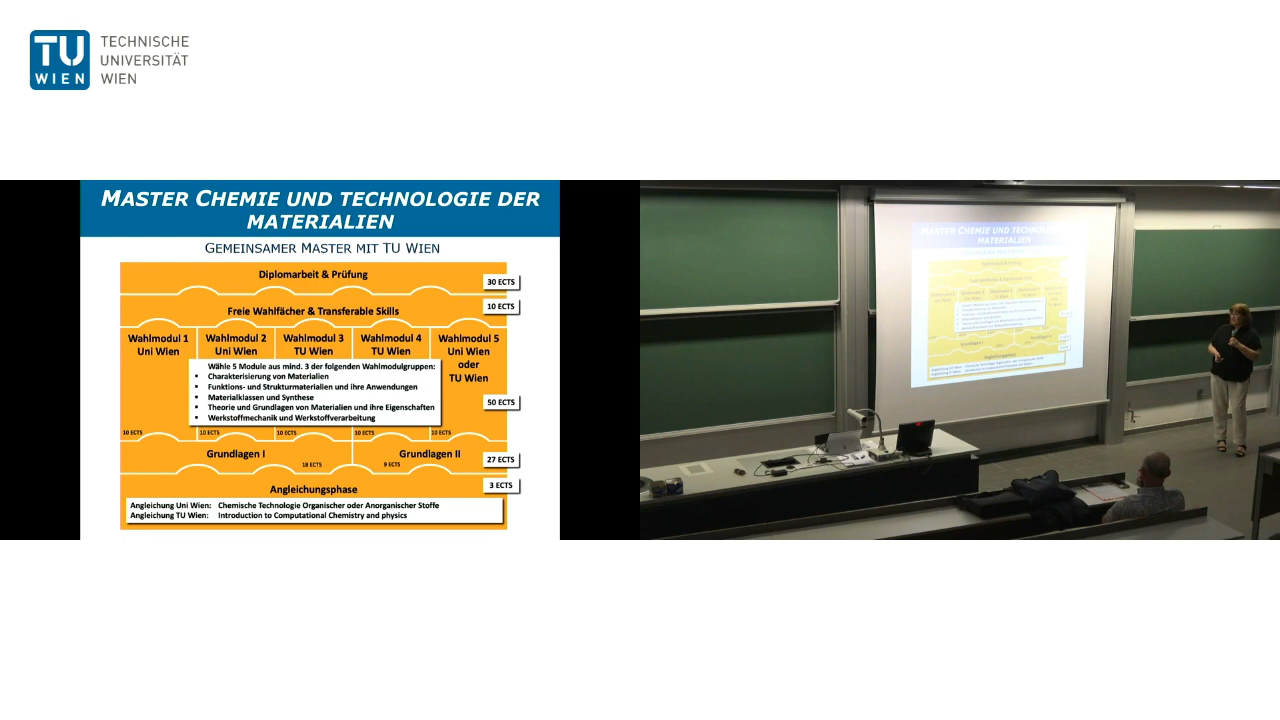 TU
WIEN
TECHNISCHE
UNIVERSITÄT
WIEN
MASTER CHEMIE UND TECHNOLOGIE DER
MATERIALIEN
GEMEINSAMER MASTER MIT TU WIEN
Diplomarbeit & Prüfung
30 ECTS
10 ECTS
Freie Wahlfächer & Transferable Skills
Wahlmodul 1
Uni Wien
Wahlmodul 2
Uni Wien
Wahlmodul 3
TU Wien
Wahlmodul 4
TU Wien
Wahlmodul 5
Uni Wien
oder
TU Wien
Wähle 5 Module aus mind. 3 der folgenden Wahlmodulgruppen:
▪ Charakterisierung von Materialien
▪ Funktions- und Strukturmaterialien und ihre Anwendungen
▪ Materialklassen und Synthese
▪ Theorie und Grundlagen von Materialien und ihre Eigenschaften
▪ Werkstoffmechanik und Werkstoffverarbeitung
50 ECTS
10 ECTS
10 ECTS
10 ECTS
10 ECTS
10 ECTS
Grundlagen I
18 ECTS
Grundlagen II
9 ECTS
27 ECTS
3 ECTS
Angleichungsphase
Angleichung Uni Wien: Chemische Technologie Organischer oder Anorganischer Stoffe
Angleichung TU Wien: Introduction to Computational Chemistry and physics
MASTER CHEMIE UND TECHNOLOGIE
MATERIALIEN